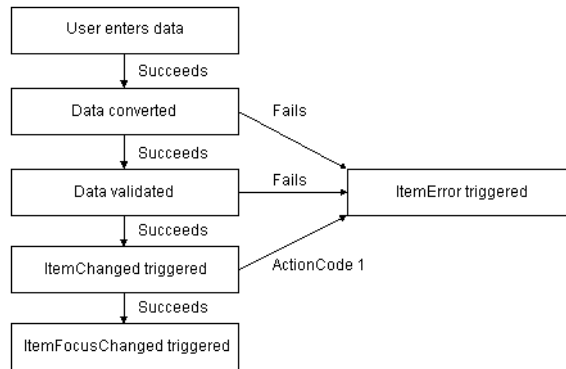 User enters data
Succeeds
Data converted
Fails
Succeeds
Data validated
Fails
ItemError triggered
Succeeds
ItemChanged triggered
ActionCode 1
Succeeds
ItemFocusChanged triggered